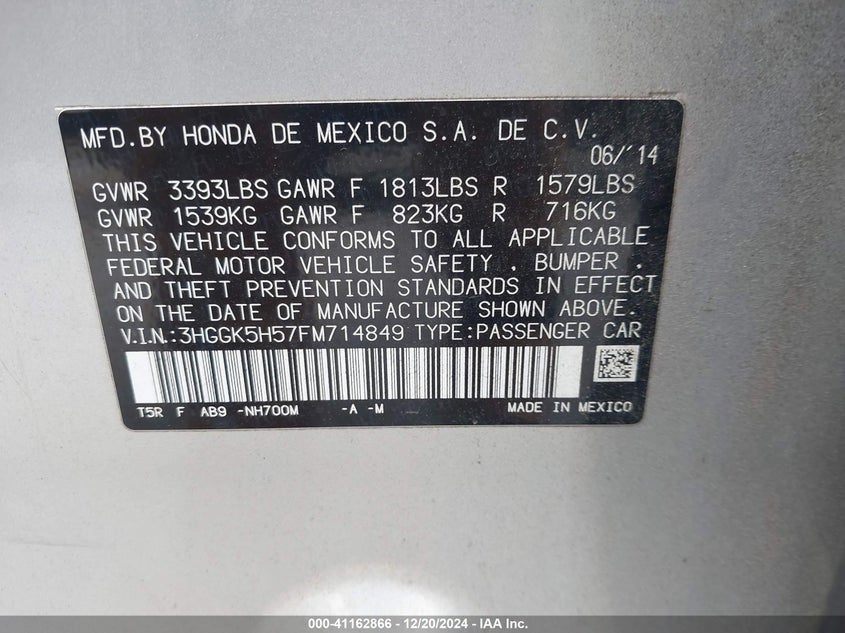 MFD.BY HONDA DE MEXICO S.A. DE C.V.
06/'14
GVWR 3393LBS GAWR F 1813LBS R 1579LBS
GVWR 1539KG GAWR F 823KG R 716KG
THIS VEHICLE CONFORMS TO ALL APPLICABLE
FEDERAL MOTOR VEHICLE SAFETY . BUMPER .
AND THEFT PREVENTION STANDARDS IN EFFECT
ON THE DATE OF MANUFACTURE SHOWN ABOVE.
V.I.N.:3HGGK5H57FM714849 TYPE:PASSENGER CAR
T5R F AB9 -NH700M -A -M MADE IN MEXICO
000-41162866 - 12/20/2024 - IAA Inc.